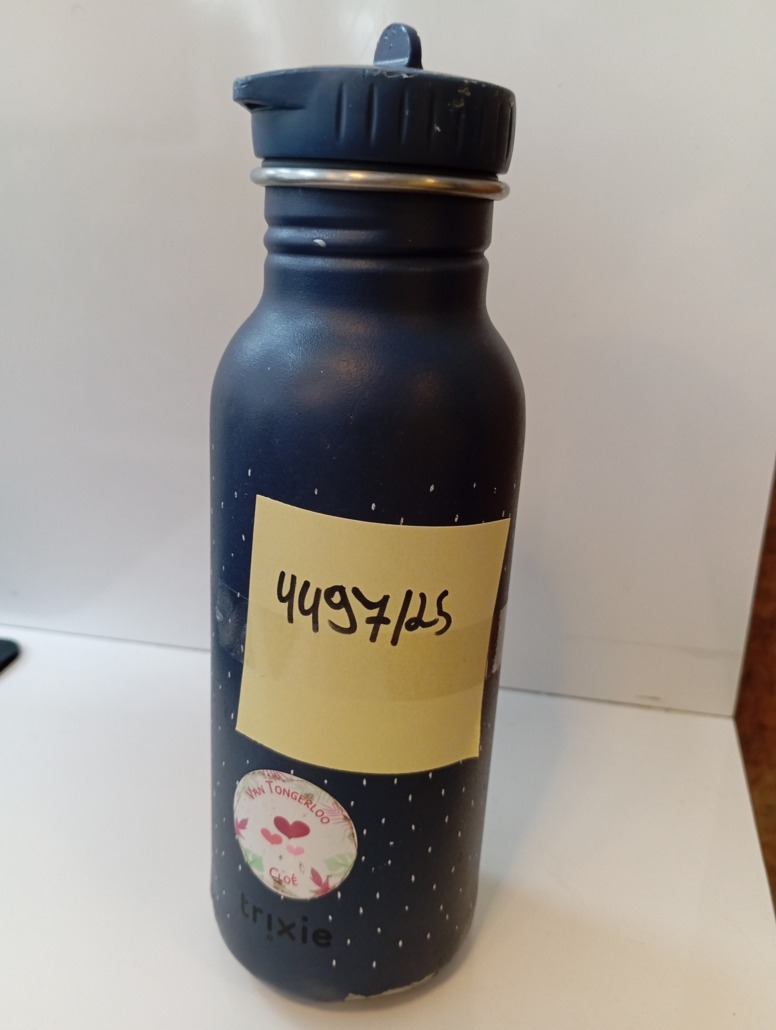 4497/25
VAN TONGERLOO
Cloé
trixie